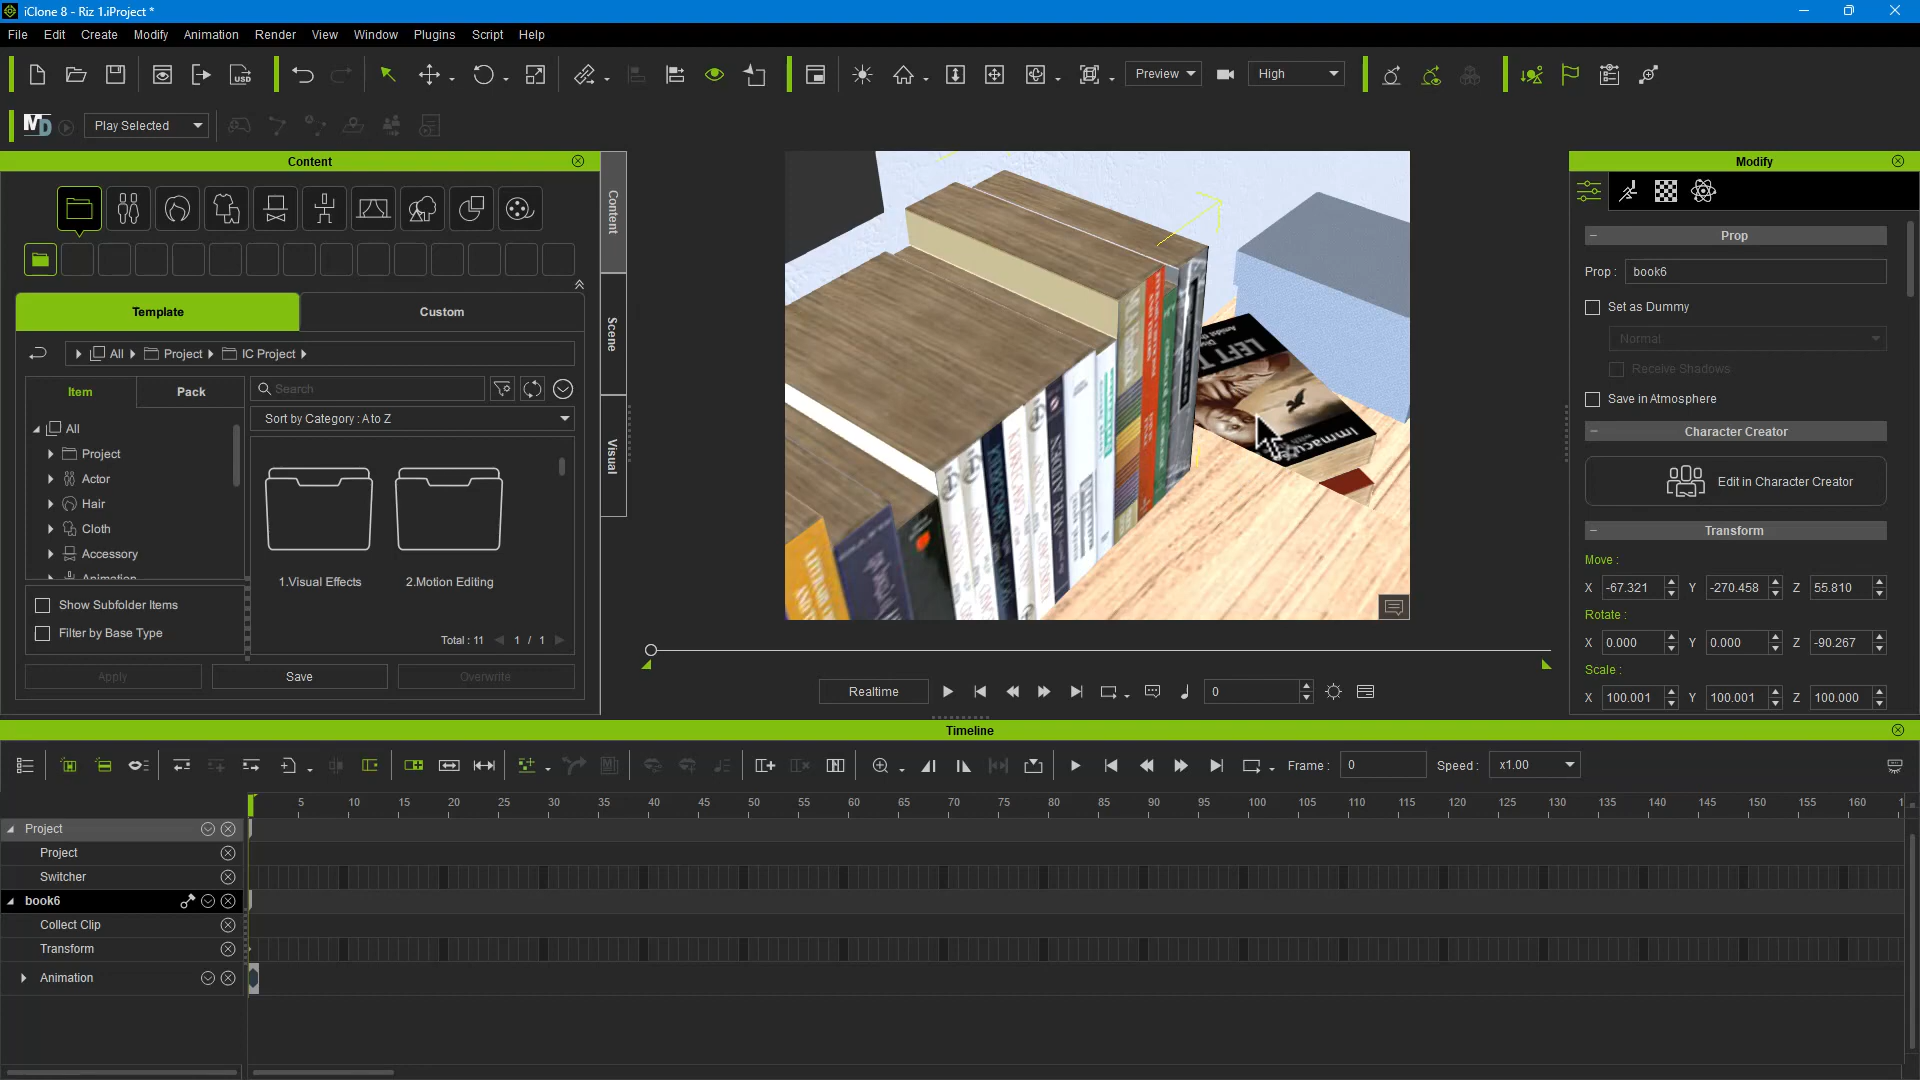 iClone 8 - Riz 1.iProject *
File Edit Create Modify Animation Render View Window Plugins Script Help
USD Preview High
MD Play Selected
Content
Content
Scene
Visual
Template Custom
All Project IC Project
Item Pack
Search
Sort by Category : A to Z
All
Project
Actor
Hair
Cloth
Accessory
Animation
1.Visual Effects 2.Motion Editing
Show Subfolder Items
Filter by Base Type
Total : 11 1 / 1
Apply Save Overwrite
LEFT
Immaculée
Realtime 0
Modify
Prop
Prop : book6
Set as Dummy
Normal
Receive Shadows
Save in Atmosphere
Character Creator
Edit in Character Creator
Transform
Move :
X -67.321 Y -270.458 Z 55.810
Rotate :
X 0.000 Y 0.000 Z -90.267
Scale :
X 100.001 Y 100.001 Z 100.000
Timeline
Frame : 0 Speed : x1.00
5 10 15 20 25 30 35 40 45 50 55 60 65 70 75 80 85 90 95 100 105 110 115 120 125 130 135 140 145 150 155 160
Project
Project
Switcher
book6
Collect Clip
Transform
Animation